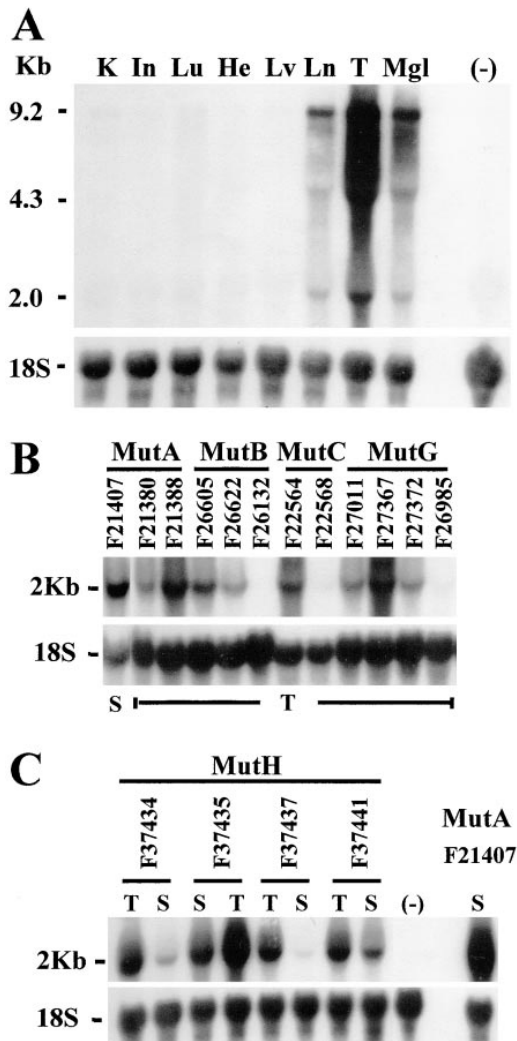 A
Kb K In Lu He Lv Ln T Mgl (-)
9.2 -
4.3 -
2.0 -
18S -
B
MutA MutB MutC MutG
F21407 F21380 F21388 F26605 F26622 F26132 F22564 F22568 F27011 F27367 F27372 F26985
2Kb -
18S -
S T
C
MutH
F37434 F37435 F37437 F37441 MutA
F21407
T S S T T S T S (-) S
2Kb -
18S -